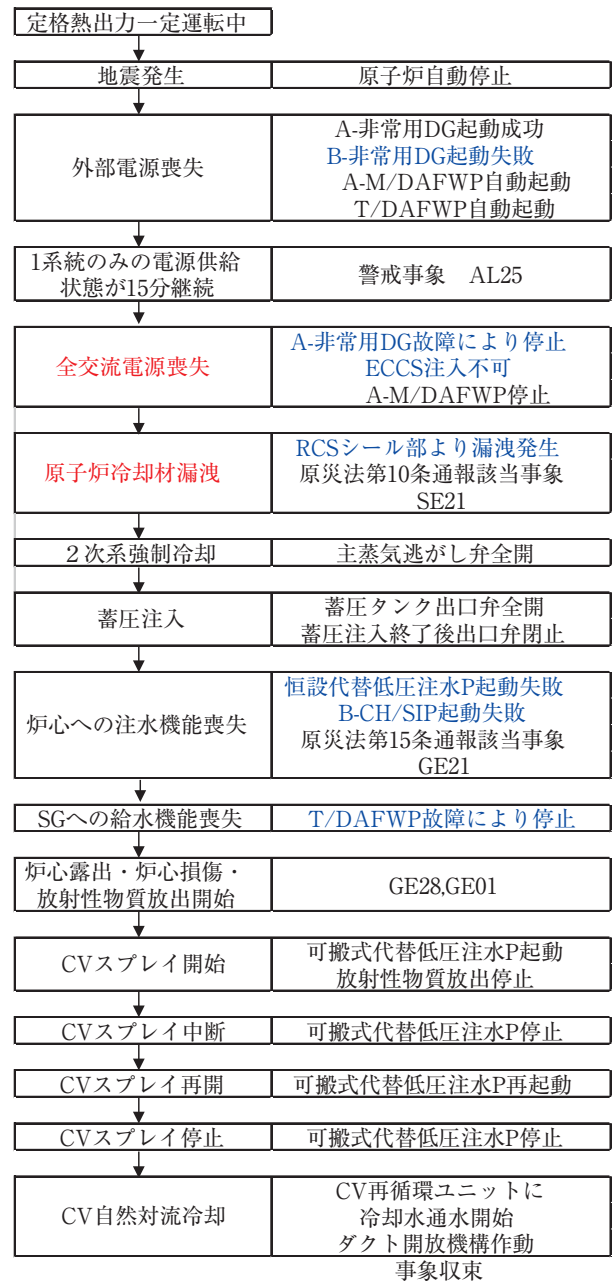 定格熱出力一定運転中
地震発生
原子炉自動停止
外部電源喪失
A-非常用DG起動成功
B-非常用DG起動失敗
A-M/DAFWP自動起動
T/DAFWP自動起動
1系統のみの電源供給
状態が15分継続
警戒事象　AL25
全交流電源喪失
A-非常用DG故障により停止
ECCS注入不可
A-M/DAFWP停止
原子炉冷却材漏洩
RCSシール部より漏洩発生
原災法第10条通報該当事象
SE21
２次系強制冷却
主蒸気逃がし弁全開
蓄圧注入
蓄圧タンク出口弁全開
蓄圧注入終了後出口弁閉止
炉心への注水機能喪失
恒設代替低圧注水P起動失敗
B-CH/SIP起動失敗
原災法第15条通報該当事象
GE21
SGへの給水機能喪失
T/DAFWP故障により停止
炉心露出・炉心損傷・
放射性物質放出開始
GE28,GE01
CVスプレイ開始
可搬式代替低圧注水P起動
放射性物質放出停止
CVスプレイ中断
可搬式代替低圧注水P停止
CVスプレイ再開
可搬式代替低圧注水P再起動
CVスプレイ停止
可搬式代替低圧注水P停止
CV自然対流冷却
CV再循環ユニットに
冷却水通水開始
ダクト開放機構作動
事象収束